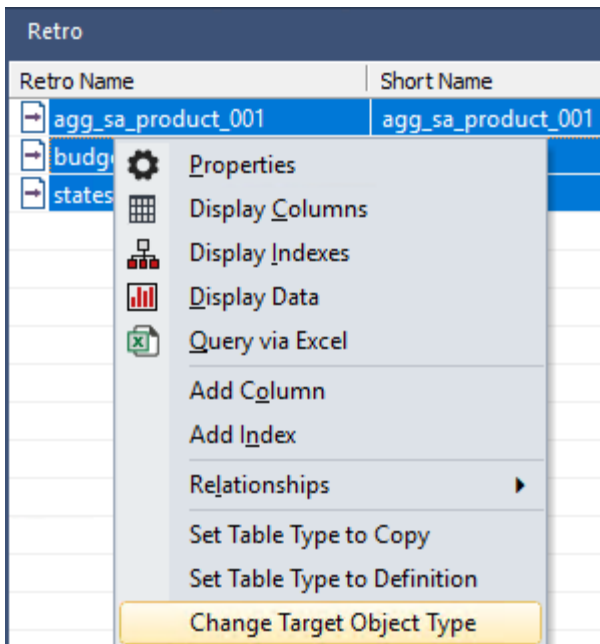 Retro
Retro Name Short Name
agg_sa_product_001 agg_sa_product_001
states
Properties
Display Columns
Display Indexes
Display Data
Query via Excel
Add Column
Add Index
Relationships
Set Table Type to Copy
Set Table Type to Definition
Change Target Object Type